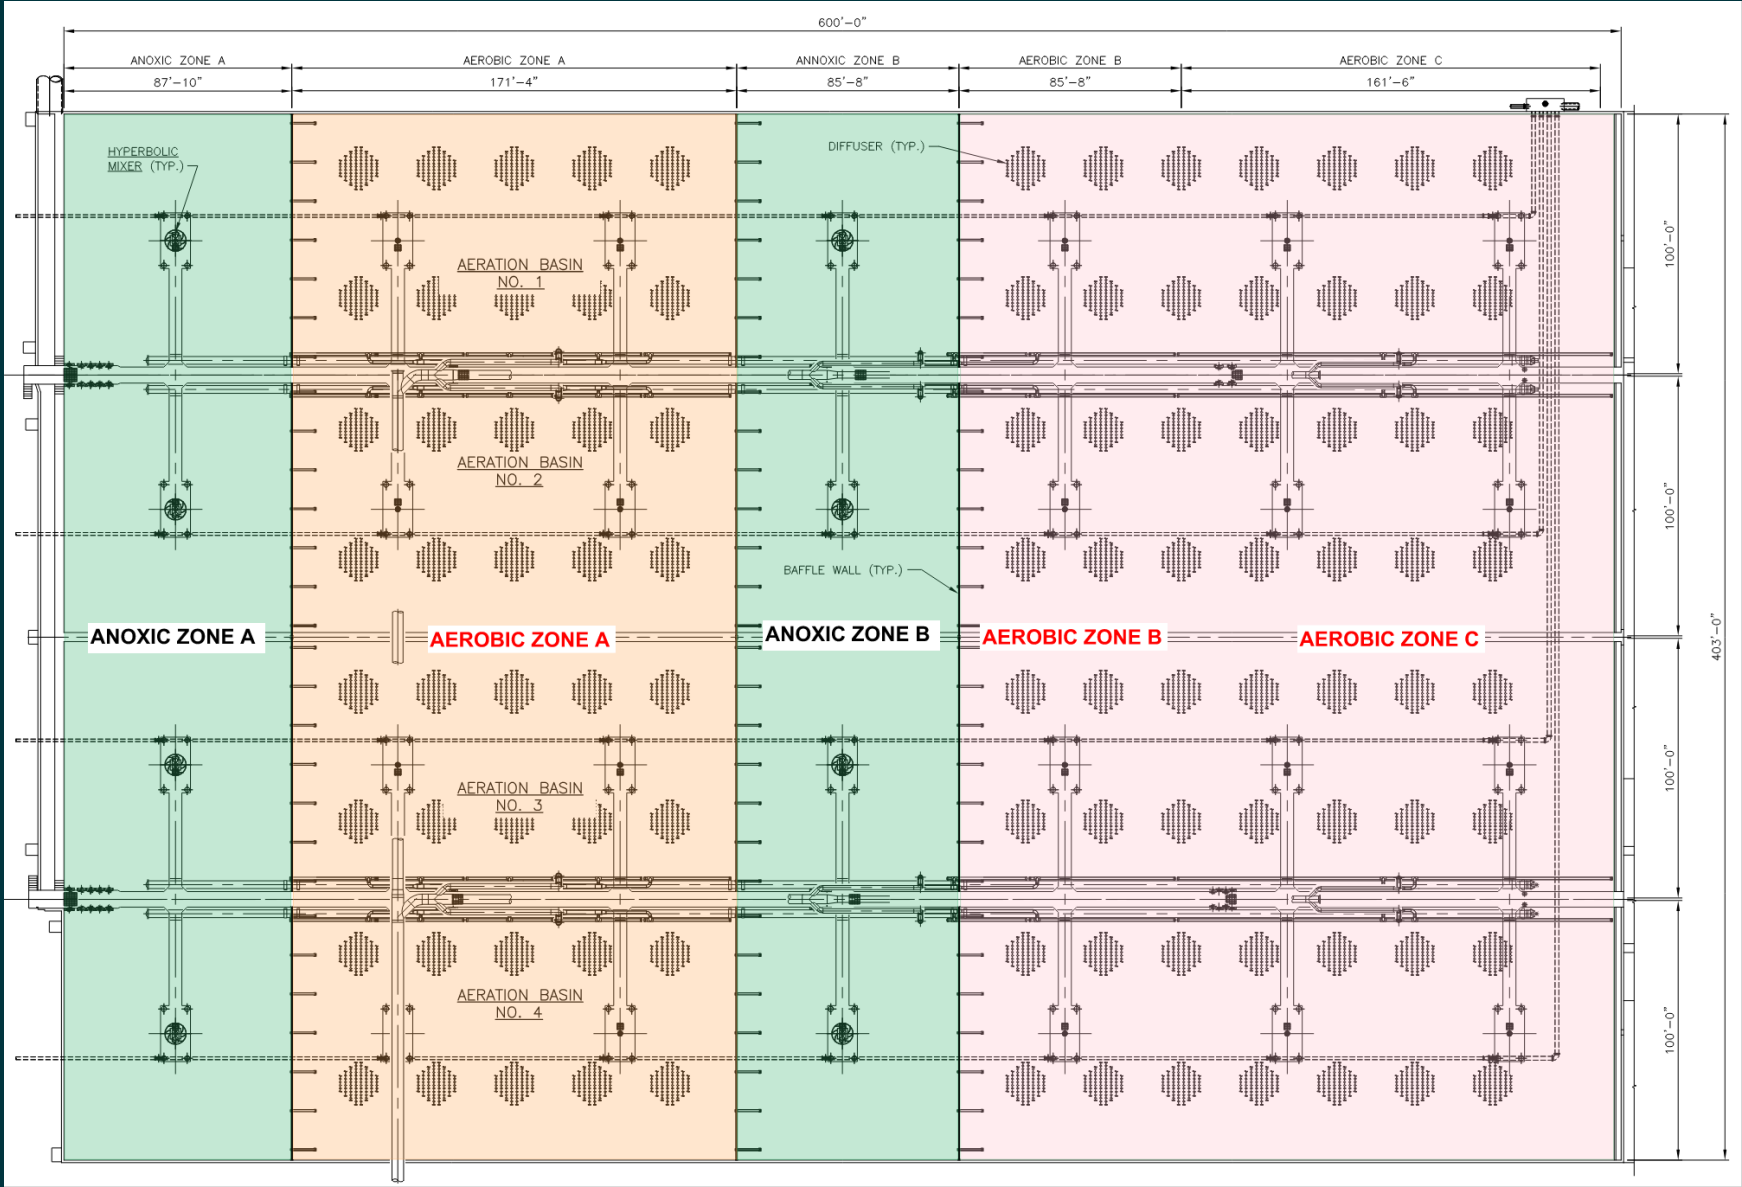 600'-0"
ANOXIC ZONE A
AEROBIC ZONE A
ANNOXIC ZONE B
AEROBIC ZONE B
AEROBIC ZONE C
87'-10"
171'-4"
85'-8"
85'-8"
161'-6"
HYPERBOLIC
MIXER (TYP.)
DIFFUSER (TYP.)
100'-0"
AERATION BASIN
NO. 1
AERATION BASIN
NO. 2
100'-0"
BAFFLE WALL (TYP.)
ANOXIC ZONE A
AEROBIC ZONE A
ANOXIC ZONE B
AEROBIC ZONE B
AEROBIC ZONE C
403'-0"
100'-0"
AERATION BASIN
NO. 3
AERATION BASIN
NO. 4
100'-0"